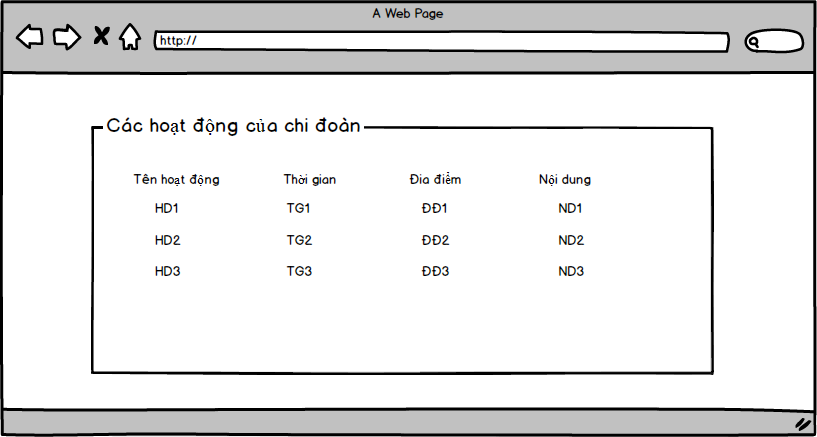 A Web Page
http://
Các hoạt động của chi đoàn
Tên hoạt động Thời gian Đia điểm Nội dung
HD1 TG1 ĐĐ1 ND1
HD2 TG2 ĐĐ2 ND2
HD3 TG3 ĐĐ3 ND3